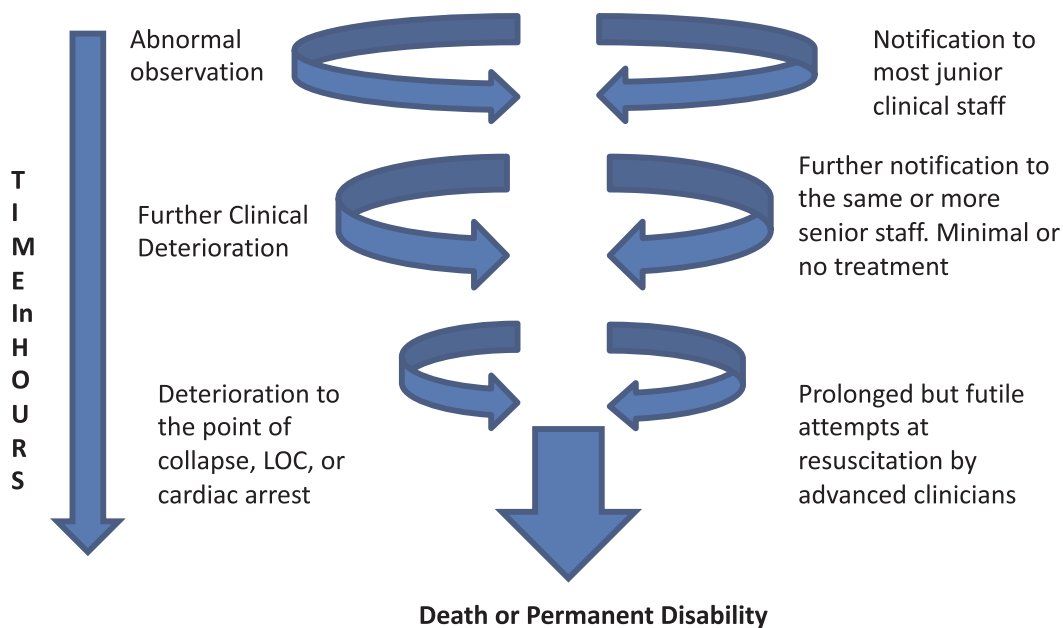 Abnormal
observation
Notification to
most junior
clinical staff
T
I
M
E
In
H
O
U
R
S
Further Clinical
Deterioration
Further notification to
the same or more
senior staff. Minimal or
no treatment
Deterioration to
the point of
collapse, LOC, or
cardiac arrest
Prolonged but futile
attempts at
resuscitation by
advanced clinicians
Death or Permanent Disability